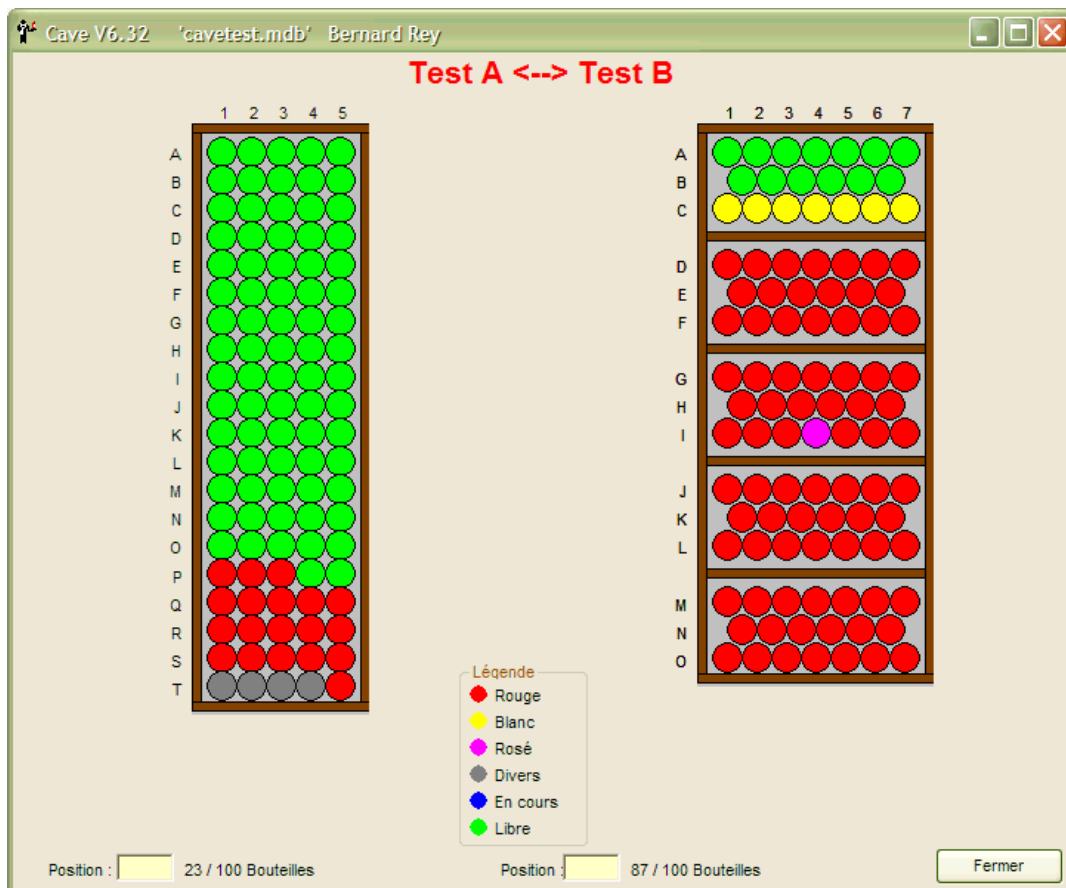 Cave V6.32 'cavetest.mdb' Bernard Rey
Test A <--> Test B
1 2 3 4 5
A
B
C
D
E
F
G
H
I
J
K
L
M
N
O
P
Q
R
S
T
1 2 3 4 5 6 7
A
B
C
D
E
F
G
H
I
J
K
L
M
N
O
Légende
Rouge
Blanc
Rosé
Divers
En cours
Libre
Position : 23 / 100 Bouteilles
Position : 87 / 100 Bouteilles
Fermer